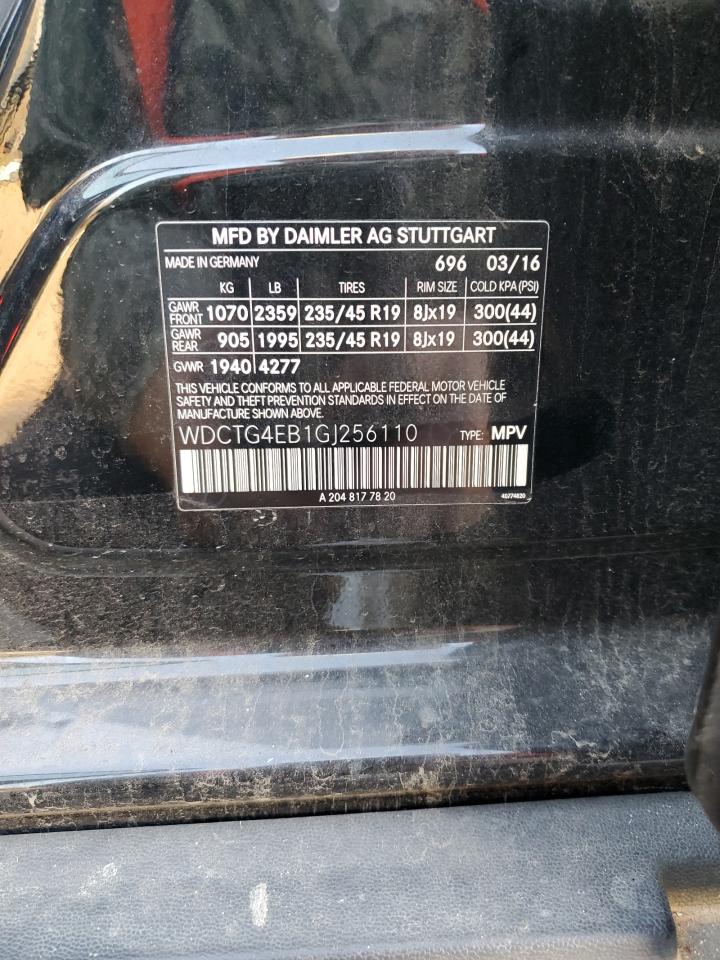 MFD BY DAIMLER AG STUTTGART
MADE IN GERMANY 696 03/16
KG LB TIRES RIM SIZE COLD KPA (PSI)
GAWR FRONT 1070 2359 235/45 R19 8Jx19 300(44)
GAWR REAR 905 1995 235/45 R19 8Jx19 300(44)
GVWR 1940 4277
THIS VEHICLE CONFORMS TO ALL APPLICABLE FEDERAL MOTOR VEHICLE
SAFETY AND THEFT PREVENTION STANDARDS IN EFFECT ON THE DATE OF
MANUFACTURE SHOWN ABOVE.
WDCTG4EB1GJ256110 TYPE: MPV
A 204 817 78 20 40774820